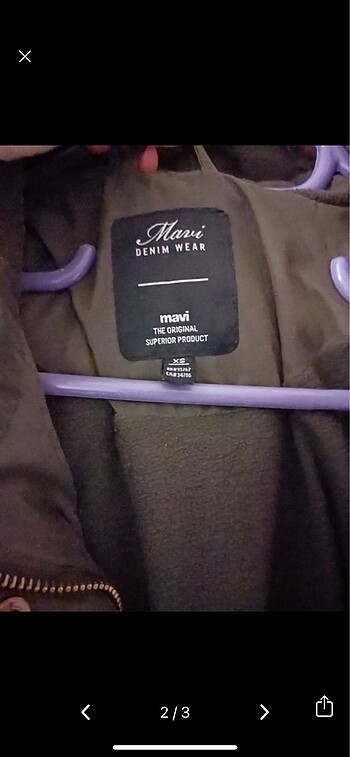 Mavi
DENIM WEAR
mavi
THE ORIGINAL
SUPERIOR PRODUCT
XS
2/3